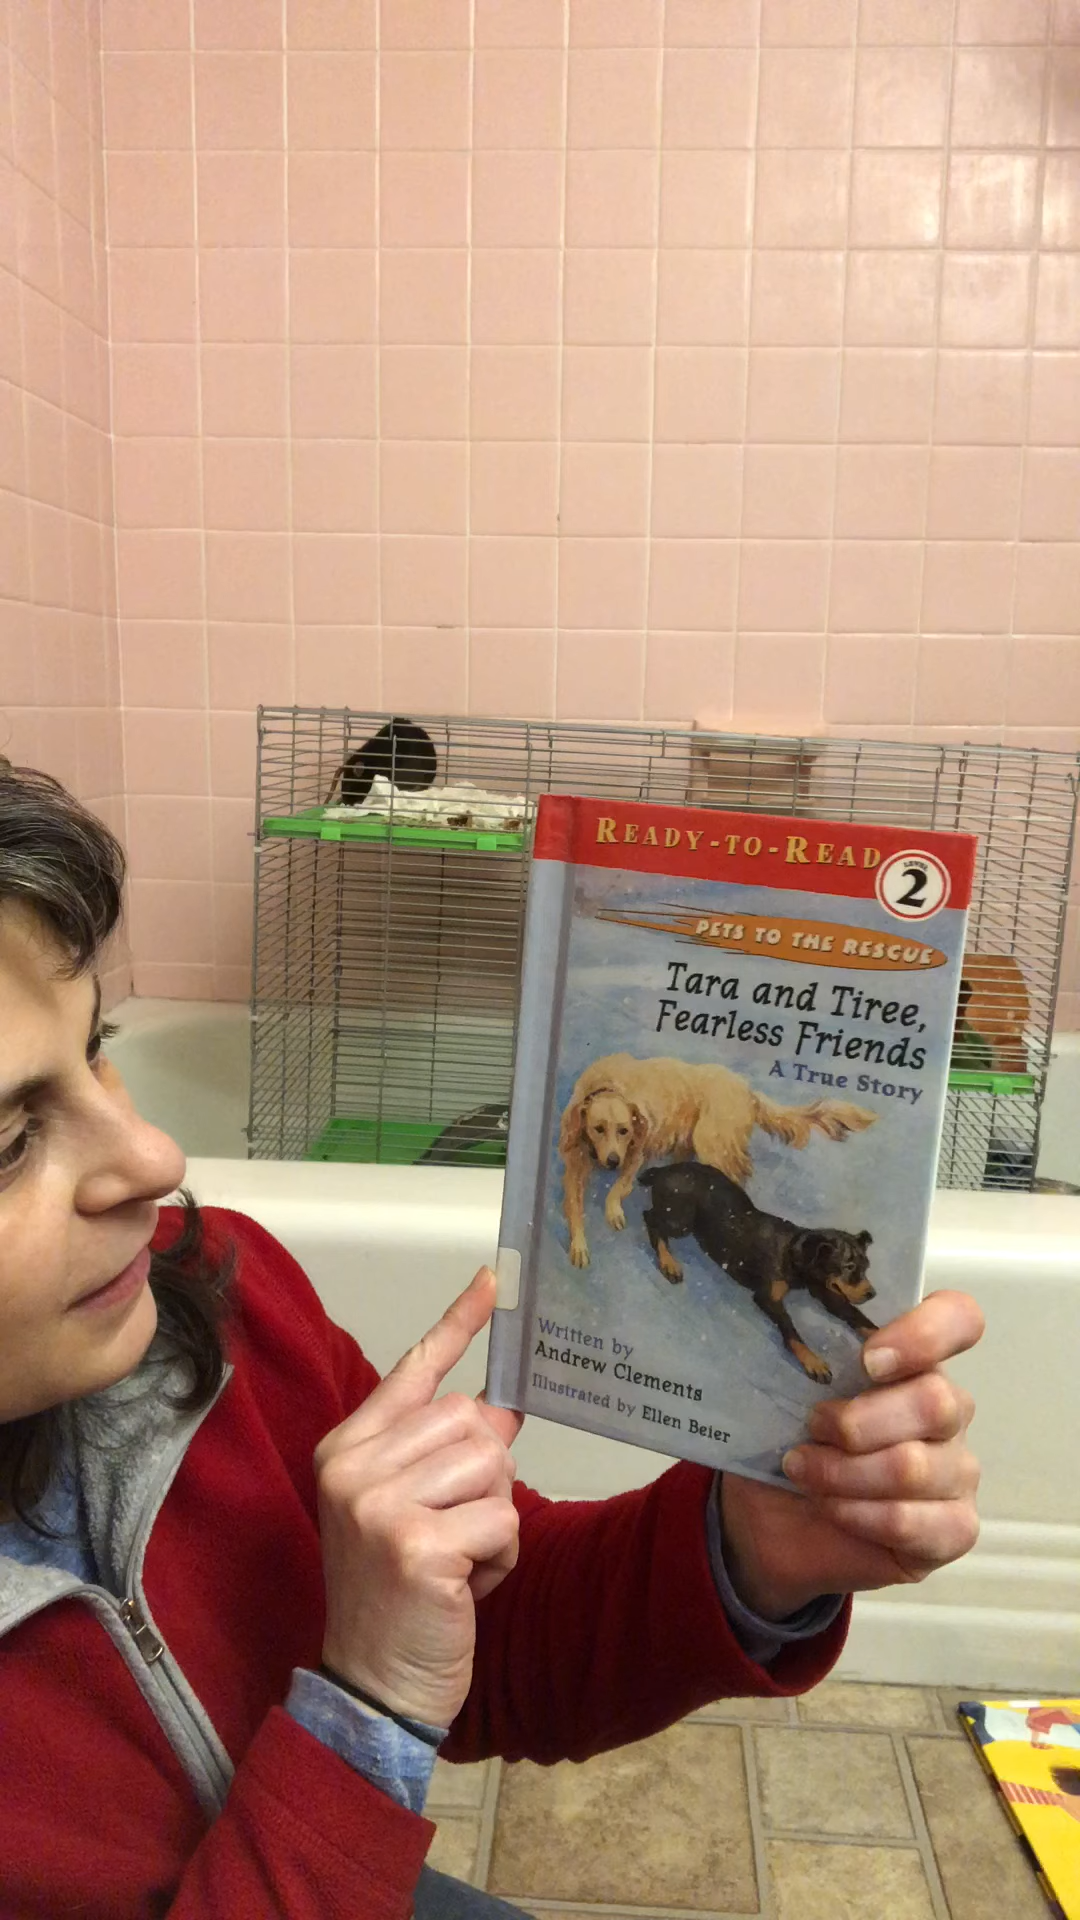 READY-TO-READ
LEVEL
2
PETS TO THE RESCUE
Tara and Tiree,
Fearless Friends
A True Story
Written by
Andrew Clements
Illustrated by Ellen Beier